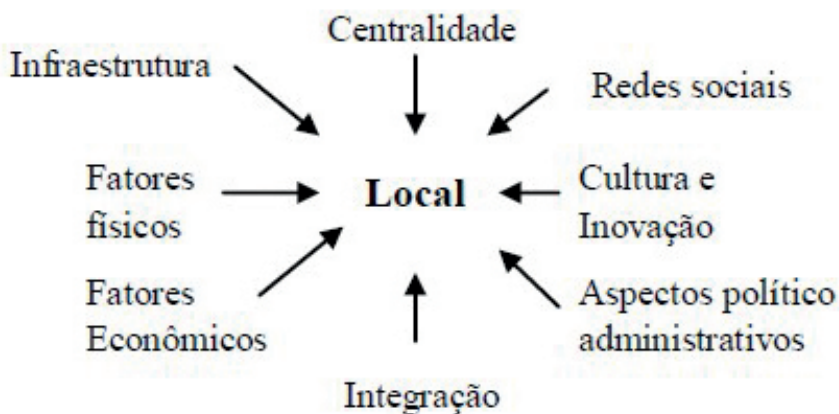 Centralidade
Infraestrutura
Redes sociais
Fatores
físicos
Local
Cultura e
Inovação
Fatores
Econômicos
Aspectos político
administrativos
Integração